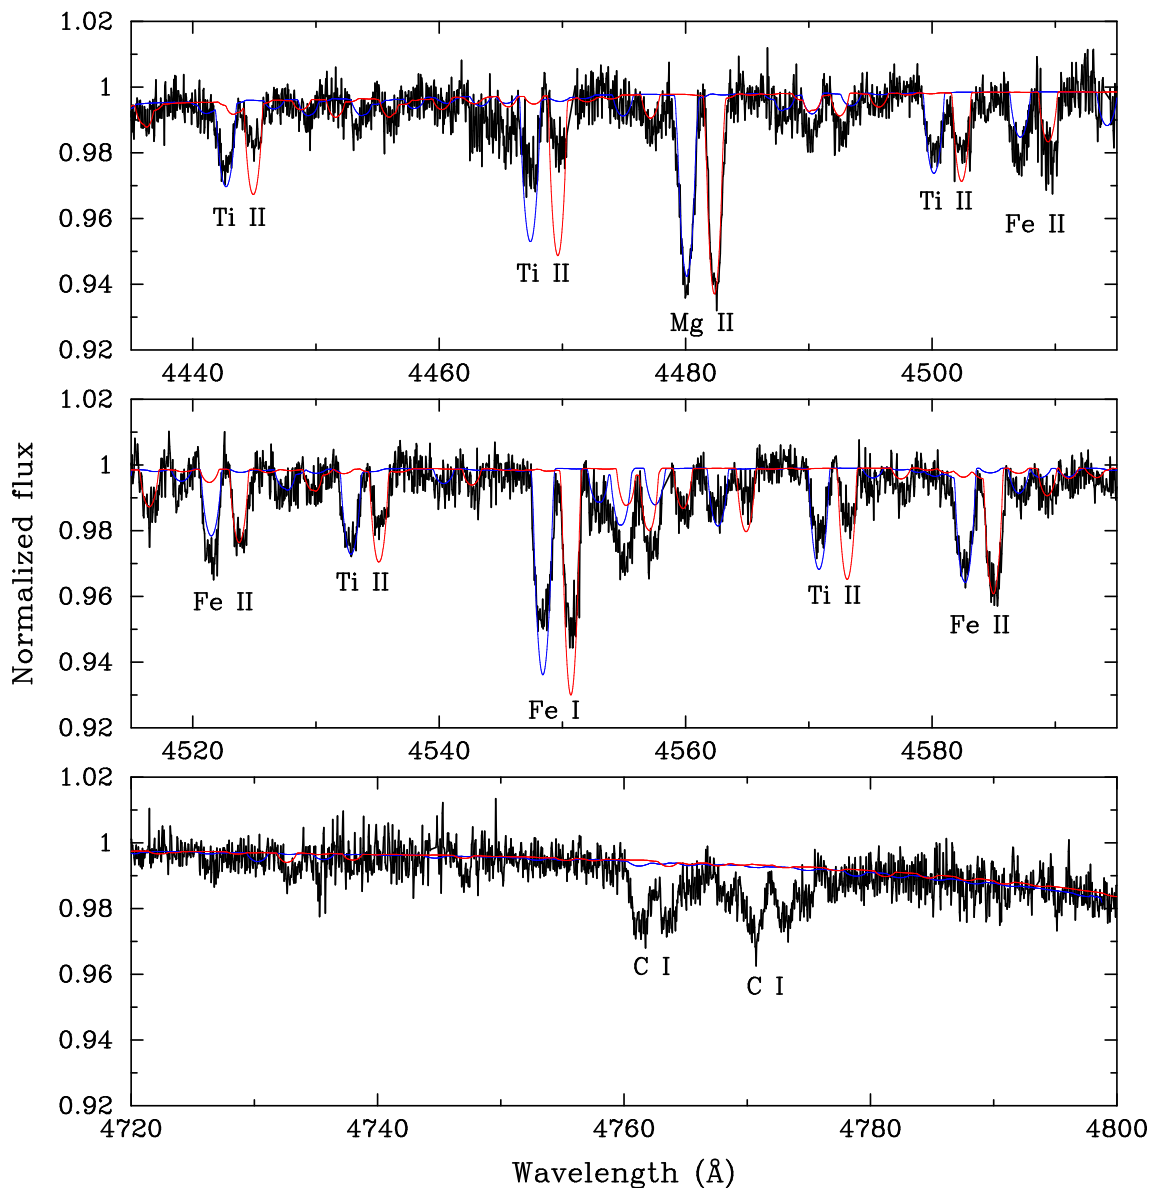 1.02
1
0.98
0.96
0.94
0.92
Ti II
Ti II
Mg II
Ti II
Fe II
4440 4460 4480 4500
1.02
1
0.98
0.96
0.94
0.92
Fe II
Ti II
Fe I
Ti II
Fe II
4520 4540 4560 4580
Normalized flux
1.02
1
0.98
0.96
0.94
0.92
C I
C I
4720 4740 4760 4780 4800
Wavelength (Å)